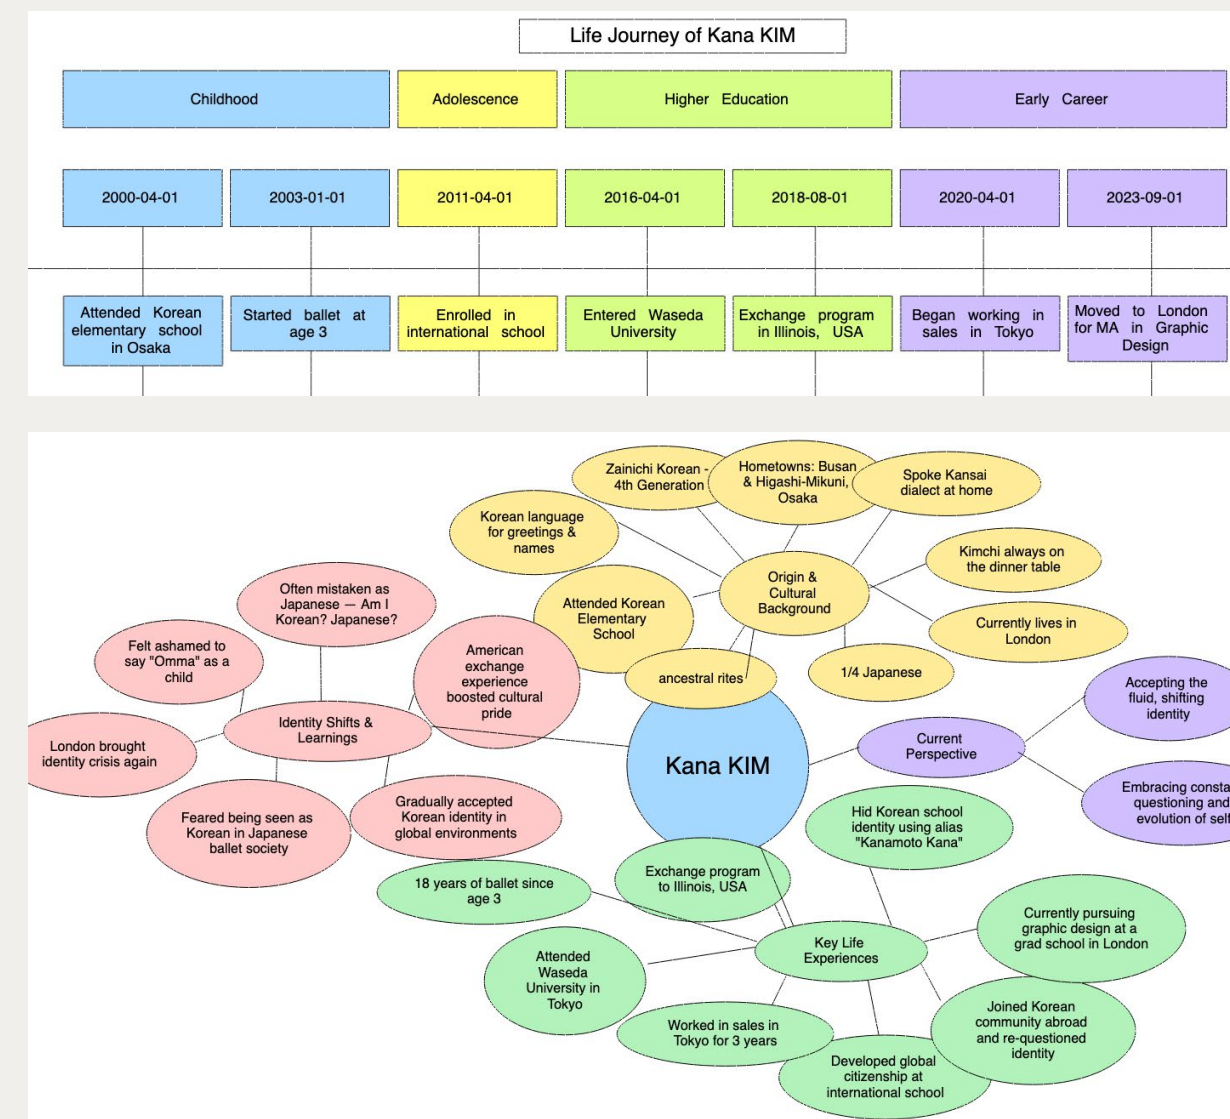 Life Journey of Kana KIM
Childhood
Adolescence
Higher Education
Early Career
2000-04-01
2003-01-01
2011-04-01
2016-04-01
2018-08-01
2020-04-01
2023-09-01
Attended Korean
elementary school
in Osaka
Started ballet at
age 3
Enrolled in
international school
Entered Waseda
University
Exchange program
in Illinois, USA
Began working in
sales in Tokyo
Moved to London
for MA in Graphic
Design
Zainichi Korean -
4th Generation
Hometowns: Busan
& Higashi-Mikuni,
Osaka
Spoke Kansai
dialect at home
Korean language
for greetings &
names
Kimchi always on
the dinner table
Origin &
Cultural
Background
Attended Korean
Elementary
School
Currently lives in
London
ancestral rites
1/4 Japanese
Often mistaken as
Japanese — Am I
Korean? Japanese?
Felt ashamed to
say "Omma" as a
child
American
exchange
experience
boosted cultural
pride
Identity Shifts &
Learnings
London brought
identity crisis again
Feared being seen as
Korean in Japanese
ballet society
Gradually accepted
Korean identity in
global environments
Kana KIM
Current
Perspective
Accepting the
fluid, shifting
identity
Embracing consta
questioning and
evolution of self
Hid Korean school
identity using alias
"Kanamoto Kana"
Exchange program
to Illinois, USA
18 years of ballet since
age 3
Key Life
Experiences
Currently pursuing
graphic design at a
grad school in London
Attended
Waseda
University in
Tokyo
Worked in sales in
Tokyo for 3 years
Developed global
citizenship at
international school
Joined Korean
community abroad
and re-questioned
identity